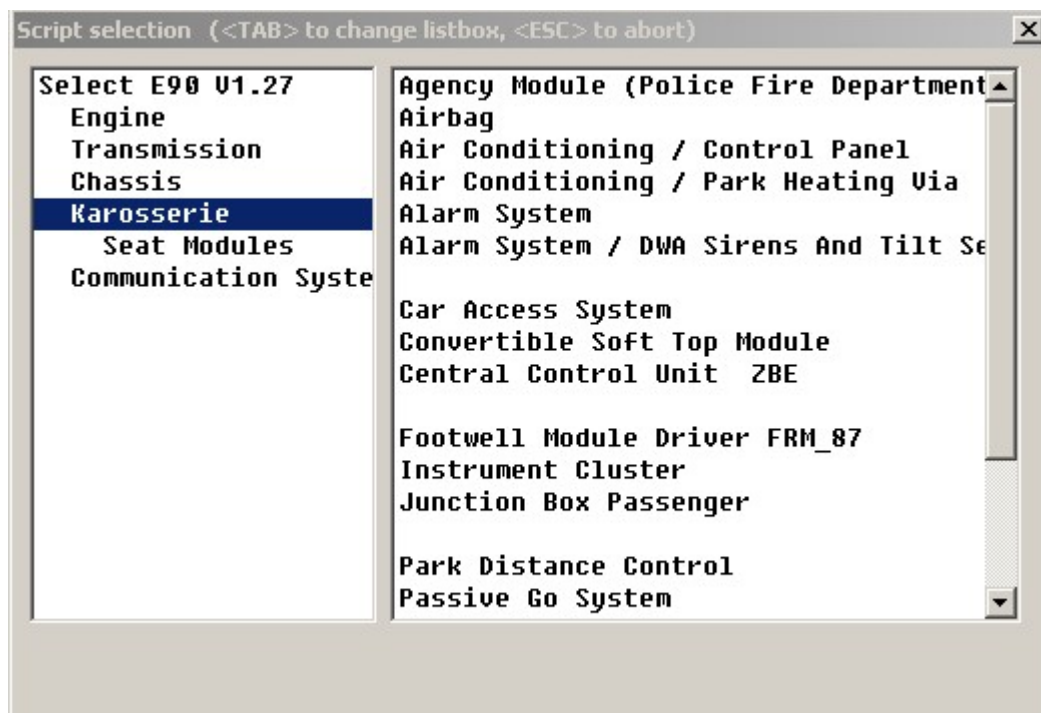 Script selection (<TAB> to change listbox, <ESC> to abort)
Select E90 V1.27
Engine
Transmission
Chassis
Karosserie
Seat Modules
Communication Syste
Agency Module (Police Fire Department
Airbag
Air Conditioning / Control Panel
Air Conditioning / Park Heating Via
Alarm System
Alarm System / DWA Sirens And Tilt Se
Car Access System
Convertible Soft Top Module
Central Control Unit ZBE
Footwell Module Driver FRM_87
Instrument Cluster
Junction Box Passenger
Park Distance Control
Passive Go System